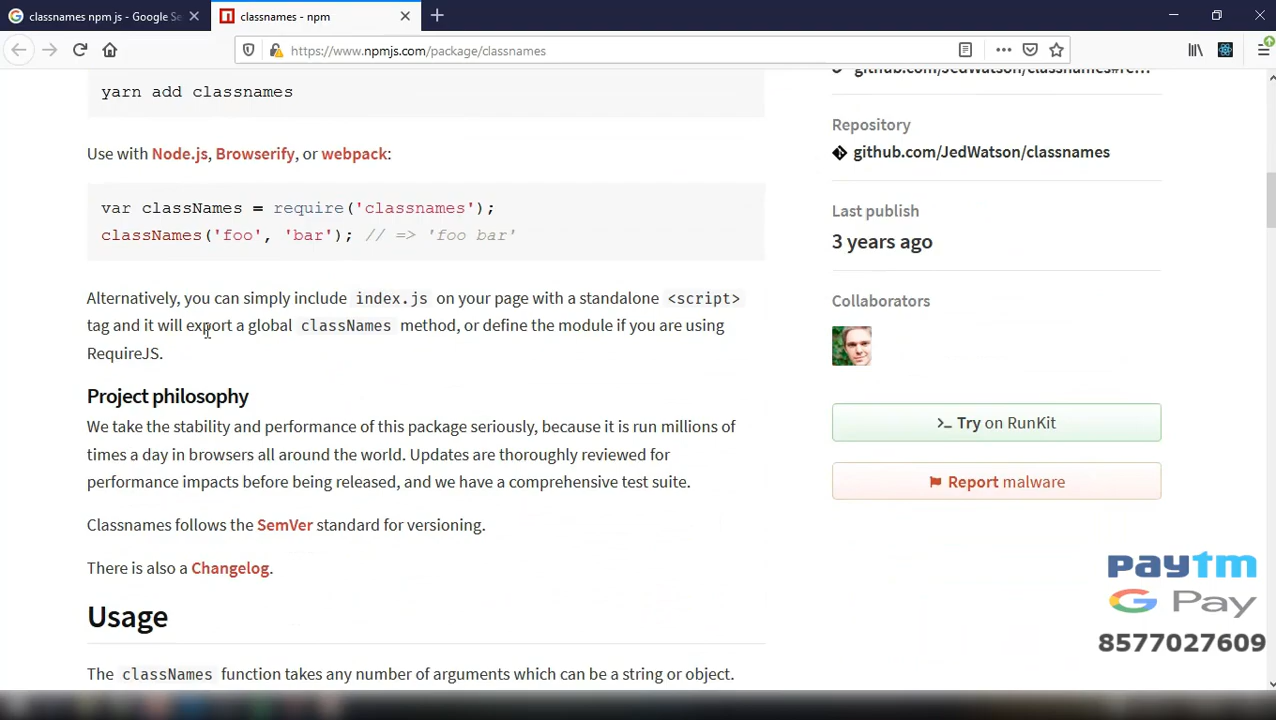 classnames npm js - Google Se
classnames - npm
https://www.npmjs.com/package/classnames
yarn add classnames
Use with Node.js, Browserify, or webpack:
var classNames = require('classnames');
classNames('foo', 'bar'); // => 'foo bar'
Alternatively, you can simply include index.js on your page with a standalone <script>
tag and it will export a global classNames method, or define the module if you are using
RequireJS.
Project philosophy
We take the stability and performance of this package seriously, because it is run millions of
times a day in browsers all around the world. Updates are thoroughly reviewed for
performance impacts before being released, and we have a comprehensive test suite.
Classnames follows the SemVer standard for versioning.
There is also a Changelog.
Usage
The classNames function takes any number of arguments which can be a string or object.
github.com/JedWatson/classnames#re...
Repository
github.com/JedWatson/classnames
Last publish
3 years ago
Collaborators
Try on RunKit
Report malware
paytm
G Pay
8577027609